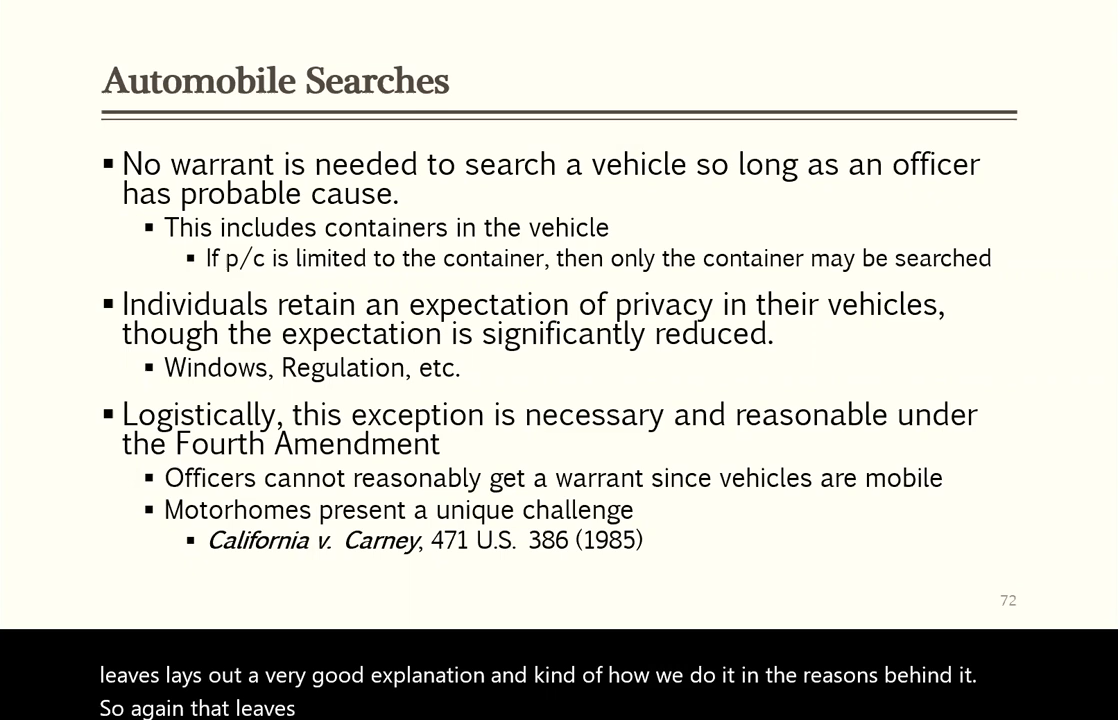 Automobile Searches
▪ No warrant is needed to search a vehicle so long as an officer
has probable cause.
▪ This includes containers in the vehicle
▪ If p/c is limited to the container, then only the container may be searched
▪ Individuals retain an expectation of privacy in their vehicles,
though the expectation is significantly reduced.
▪ Windows, Regulation, etc.
▪ Logistically, this exception is necessary and reasonable under
the Fourth Amendment
▪ Officers cannot reasonably get a warrant since vehicles are mobile
▪ Motorhomes present a unique challenge
▪ California v. Carney, 471 U.S. 386 (1985)
72
leaves lays out a very good explanation and kind of how we do it in the reasons behind it.
So again that leaves